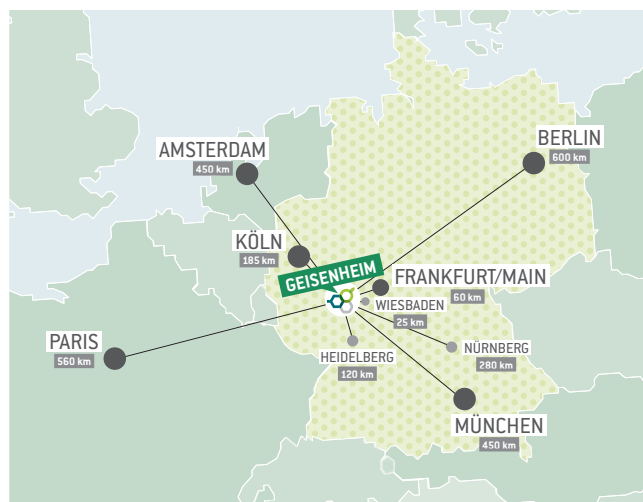 AMSTERDAM
450 km
BERLIN
600 km
KÖLN
185 km
GEISENHEIM
FRANKFURT/MAIN
60 km
WIESBADEN
25 km
PARIS
560 km
HEIDELBERG
120 km
NÜRNBERG
280 km
MÜNCHEN
450 km